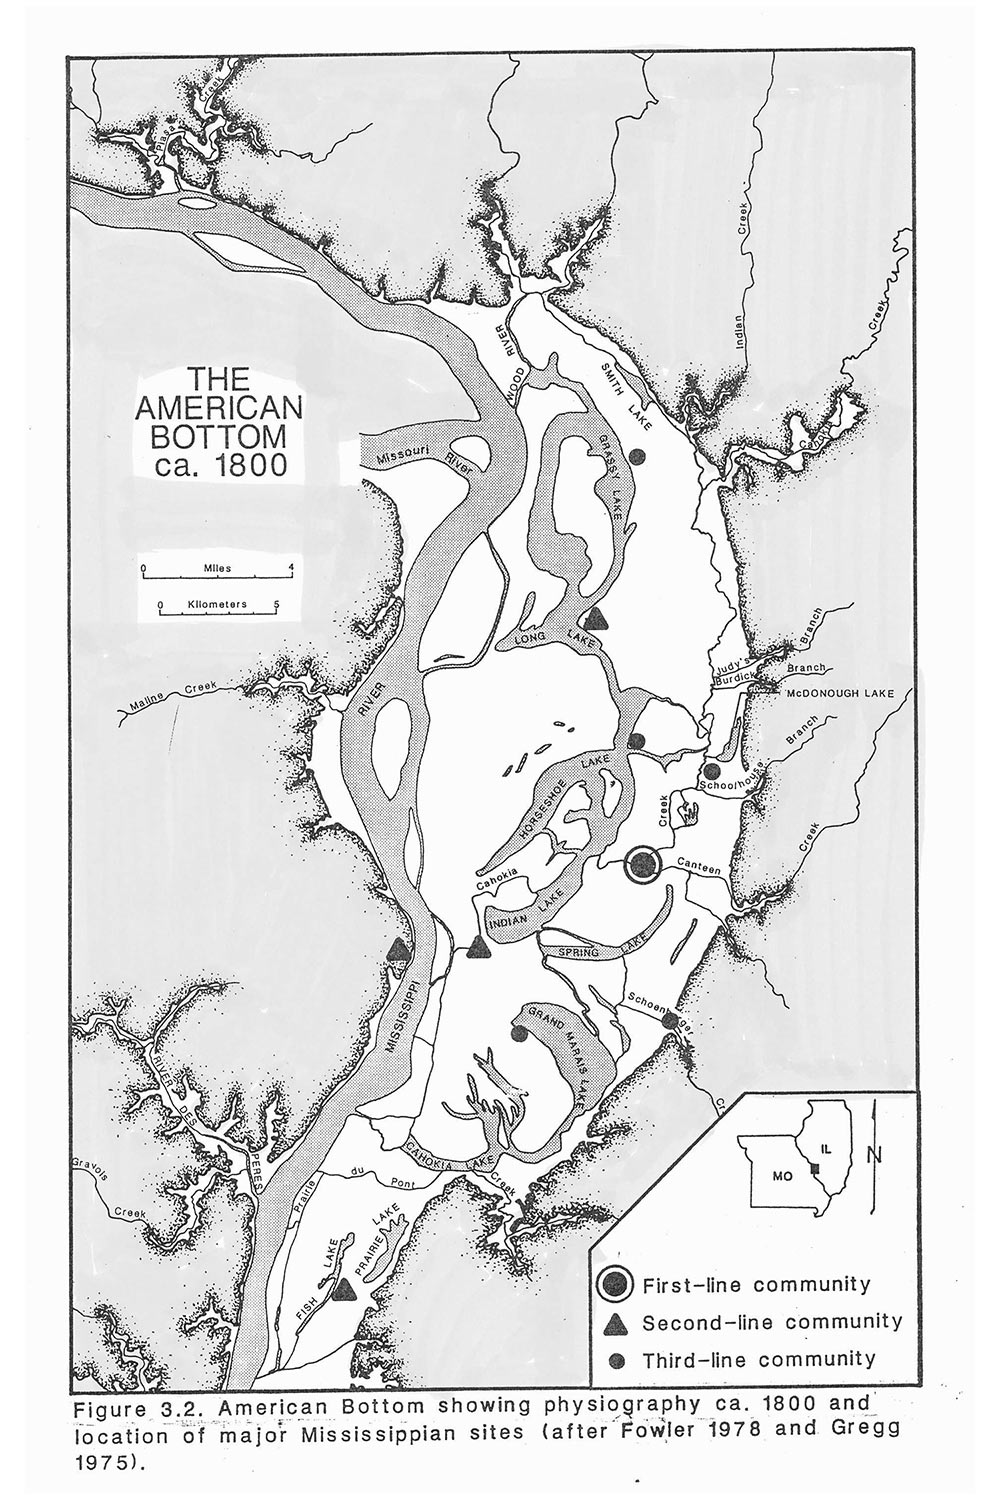 Creek
Piasa
Creek
Indian
Creek
THE
AMERICAN
BOTTOM
ca. 1800
WOOD RIVER
SMITH LAKE
Missouri River
GRASSY LAKE
Cahokia
0 Miles 4
0 Kilometers 5
LONG LAKE
Branch
Judy's
Burdick Branch
McDONOUGH LAKE
Maline Creek
RIVER
Branch
Schoolhouse
HORSESHOE LAKE
Creek
Creek
Canteen
Cahokia
INDIAN LAKE
SPRING LAKE
MISSISSIPPI
GRAND MARAIS LAKE
RIVER DES PERES
CAHOKIA LAKE
Creek
Gravois
Creek
Prairie du Pont
FISH LAKE
PRAIRIE LAKE
IL
MO
N
First-line community
Second-line community
Third-line community
Figure 3.2. American Bottom showing physiography ca. 1800 and
location of major Mississippian sites (after Fowler 1978 and Gregg
1975).